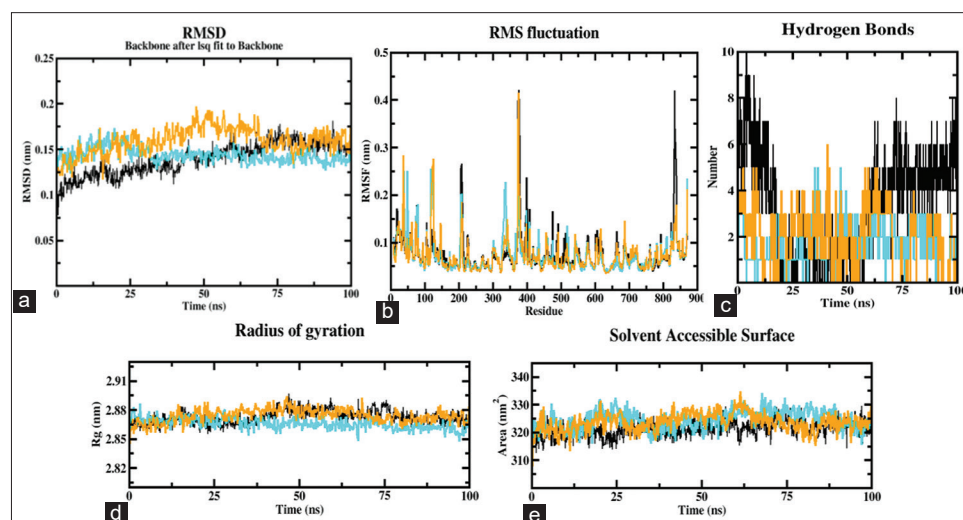 RMSD
Backbone after lsq fit to Backbone
0.25
0.2
0.15
0.1
0.05
RMSD (nm)
0 25 50 75 100
Time (ns)
a
RMS fluctuation
0.5
0.4
0.3
0.2
0.1
RMSF (nm)
0 100 200 300 400 500 600 700 800 900
Residue
b
Hydrogen Bonds
10
8
6
4
2
Number
0 25 50 75 100
Time (ns)
c
Radius of gyration
2.91
2.88
2.85
2.82
Rg (nm)
0 25 50 75 100
Time (ns)
d
Solvent Accessible Surface
340
330
320
310
Area (nm²)
0 25 50 75 100
Time (ns)
e